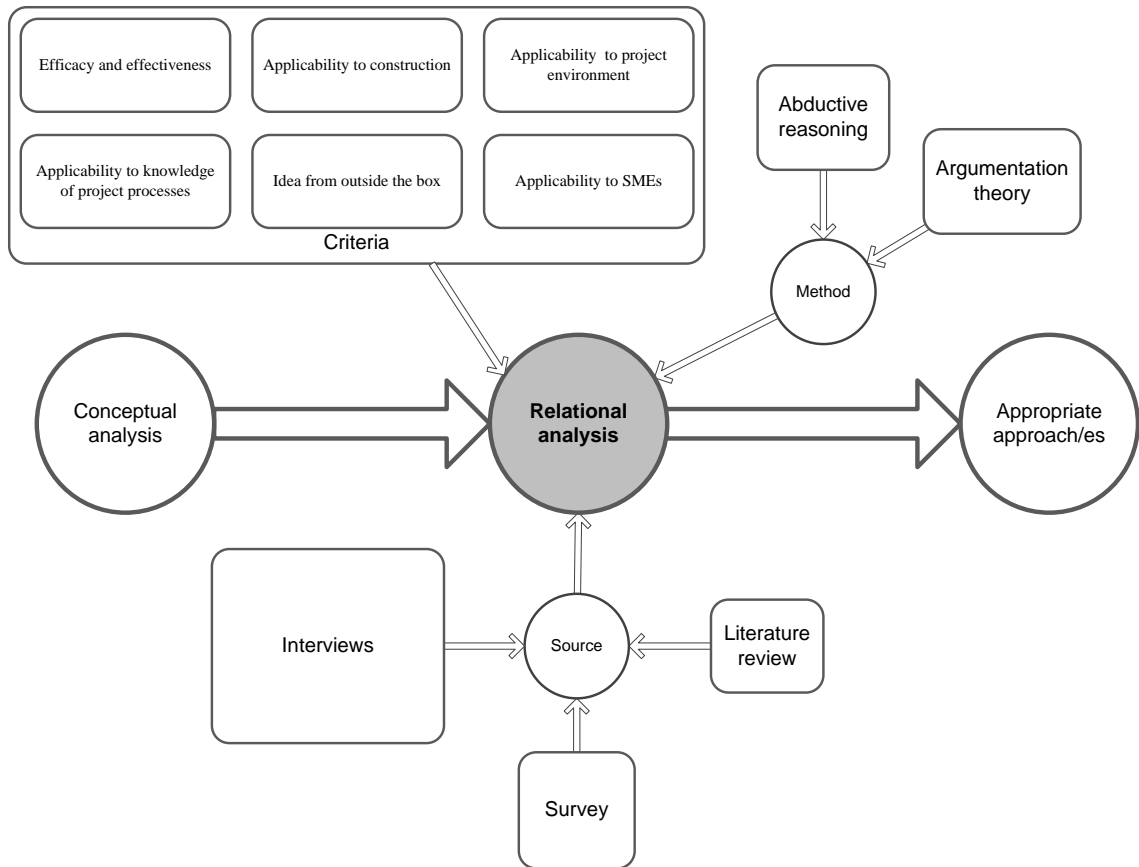 Efficacy and effectiveness
Applicability to construction
Applicability to project
environment
Applicability to knowledge
of project processes
Idea from outside the box
Applicability to SMEs
Criteria
Abductive
reasoning
Argumentation
theory
Method
Conceptual
analysis
Relational
analysis
Appropriate
approach/es
Interviews
Source
Literature
review
Survey